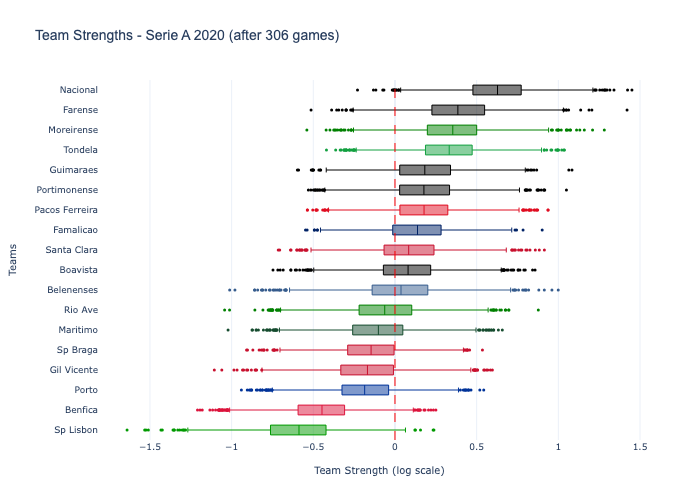 Team Strengths - Serie A 2020 (after 306 games)
Nacional
Farense
Moreirense
Tondela
Guimaraes
Portimonense
Pacos Ferreira
Famalicao
Santa Clara
Boavista
Belenenses
Rio Ave
Maritimo
Sp Braga
Gil Vicente
Porto
Benfica
Sp Lisbon
Teams
−1.5 −1 −0.5 0 0.5 1 1.5
Team Strength (log scale)